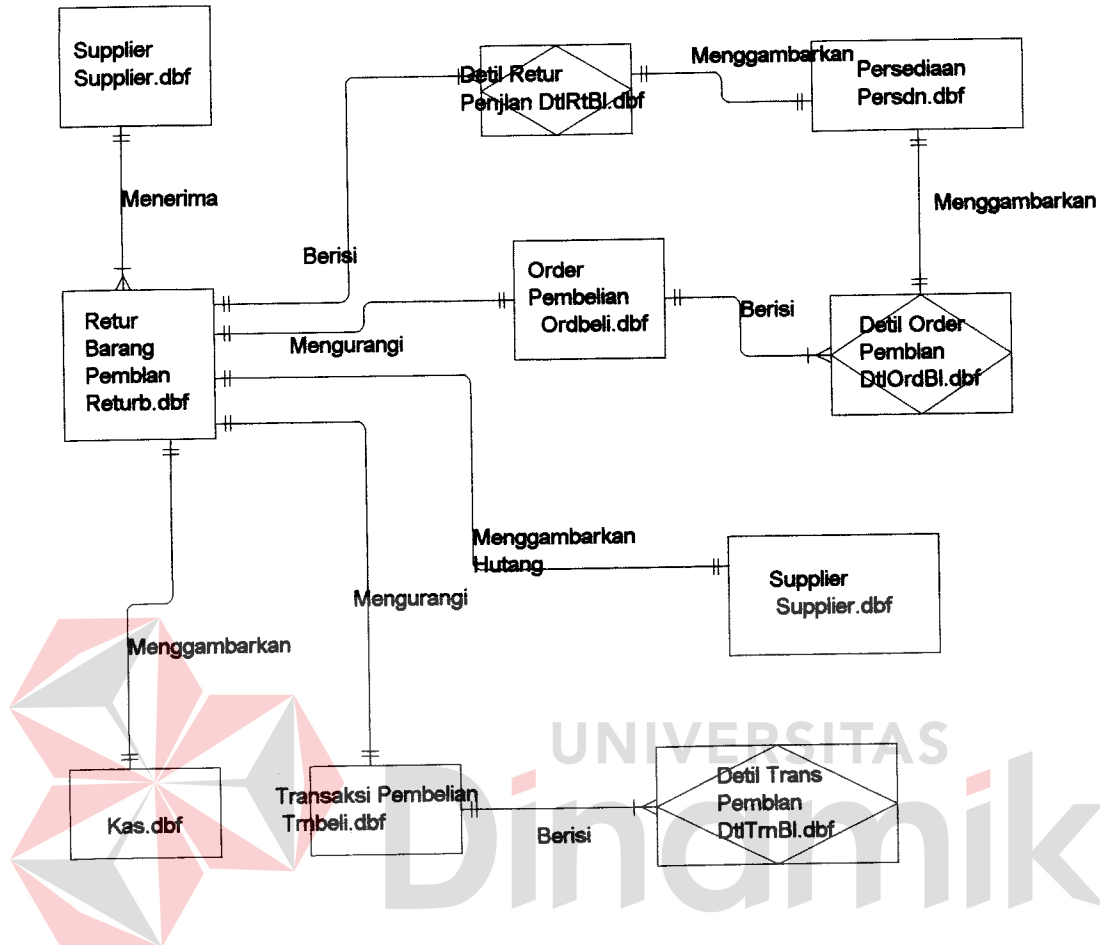 Supplier
Supplier.dbf
Detil Retur
Penjlan DtlRtBl.dbf
Menggambarkan
Persediaan
Persdn.dbf
Menerima
Menggambarkan
Berisi
Order
Pembelian
Ordbeli.dbf
Retur
Barang
Pemblan
Returb.dbf
Mengurangi
Berisi
Detil Order
Pemblan
DtlOrdBl.dbf
Menggambarkan
Hutang
Supplier
Supplier.dbf
Mengurangi
Menggambarkan
UNIVERSITAS
Dinamika
Kas.dbf
Transaksi Pembelian
Trnbeli.dbf
Berisi
Detil Trans
Pemblan
DtlTrnBl.dbf